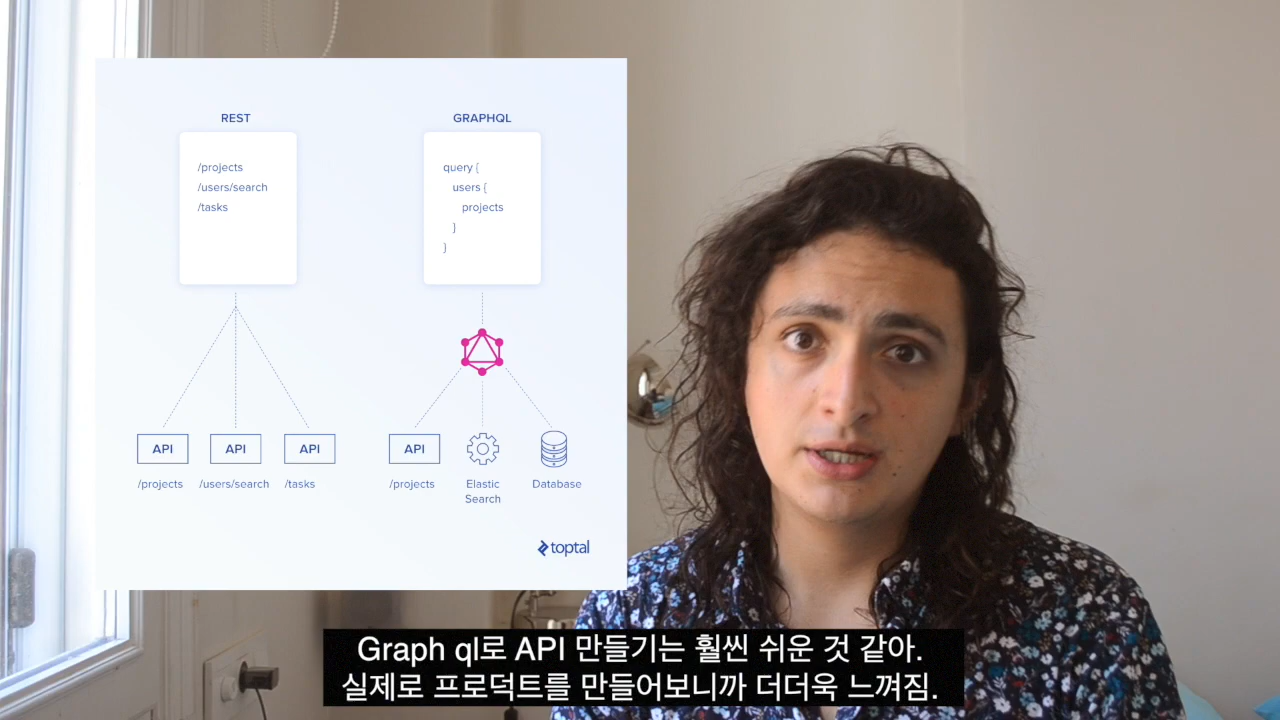 REST
/projects
/users/search
/tasks
API
API
API
/projects
/users/search
/tasks
GRAPHQL
query {
users {
projects
}
}
API
/projects
Elastic
Search
Database
toptal
Graph ql로 API 만들기는 훨씬 쉬운 것 같아.
실제로 프로덕트를 만들어보니까 더더욱 느껴짐.